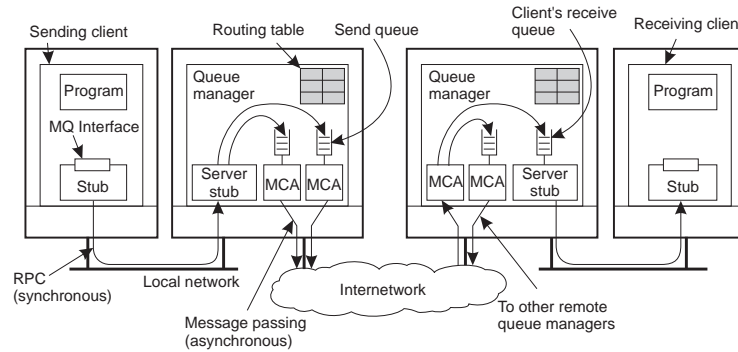 Sending client
Routing table
Send queue
Client's receive
queue
Receiving client
Queue
manager
Queue
manager
Program
Program
MQ Interface
Stub
Server
stub
MCA
MCA
MCA
MCA
Server
stub
Stub
RPC
(synchronous)
Local network
Internetwork
Message passing
(asynchronous)
To other remote
queue managers